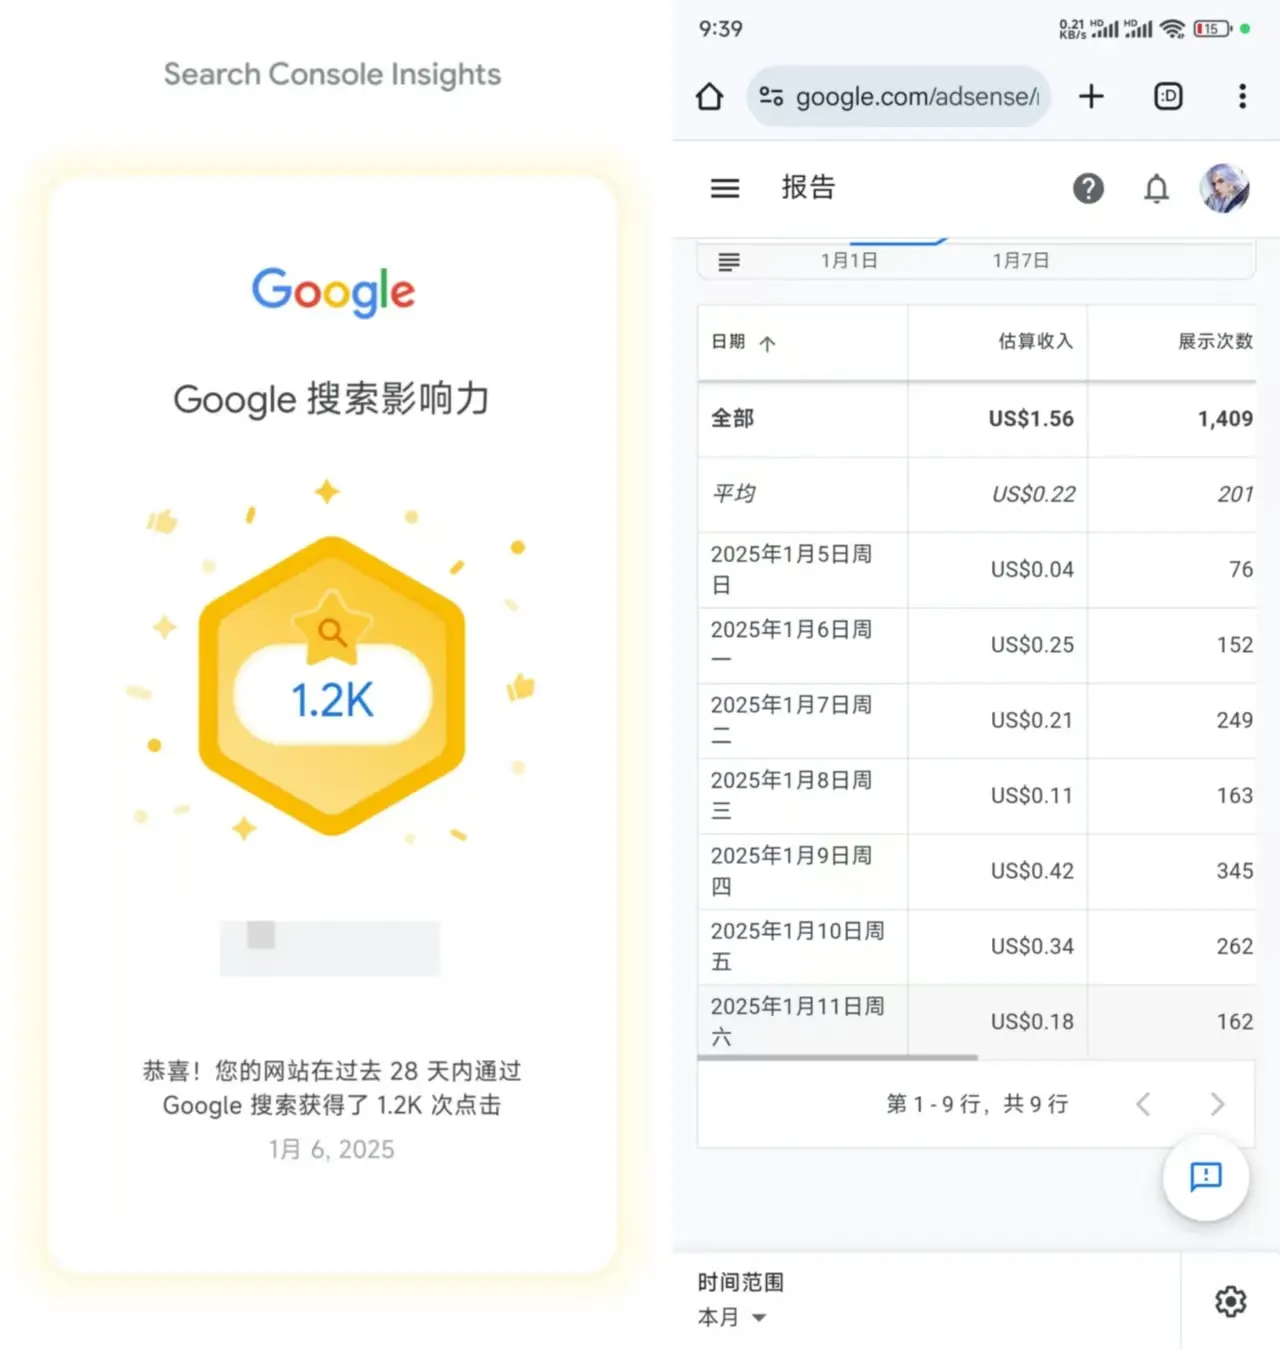 Search Console Insights
Google
Google 搜索影响力
1.2K
恭喜！您的网站在过去 28 天内通过
Google 搜索获得了 1.2K 次点击
1月 6, 2025
9:39
0.21 KB/s HD HD 15
google.com/adsense/
:D
报告
1月1日 1月7日
日期 估算收入 展示次数
全部 US$1.56 1,409
平均 US$0.22 201
2025年1月5日周
日 US$0.04 76
2025年1月6日周
一 US$0.25 152
2025年1月7日周
二 US$0.21 249
2025年1月8日周
三 US$0.11 163
2025年1月9日周
四 US$0.42 345
2025年1月10日周
五 US$0.34 262
2025年1月11日周
六 US$0.18 162
第 1 - 9 行，共 9 行
时间范围
本月